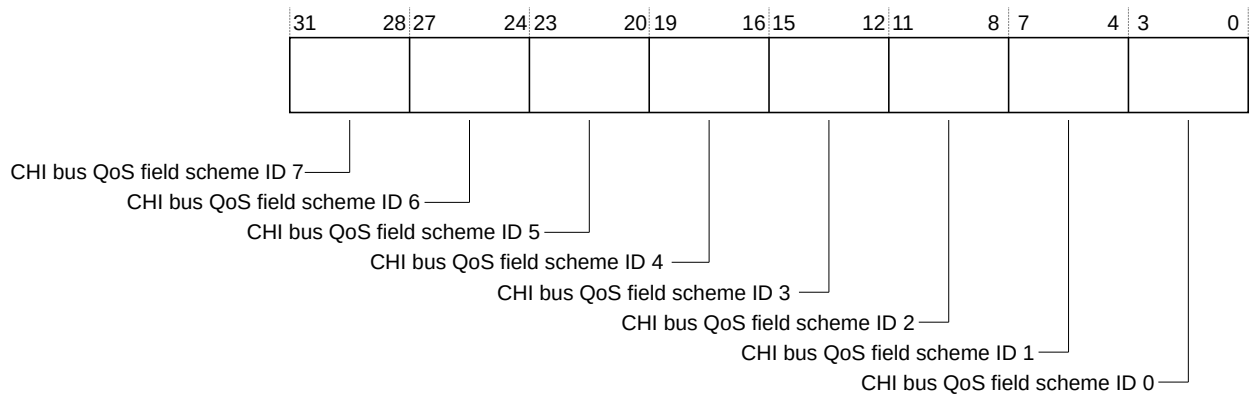 31 28 27 24 23 20 19 16 15 12 11 8 7 4 3 0
CHI bus QoS field scheme ID 7
CHI bus QoS field scheme ID 6
CHI bus QoS field scheme ID 5
CHI bus QoS field scheme ID 4
CHI bus QoS field scheme ID 3
CHI bus QoS field scheme ID 2
CHI bus QoS field scheme ID 1
CHI bus QoS field scheme ID 0